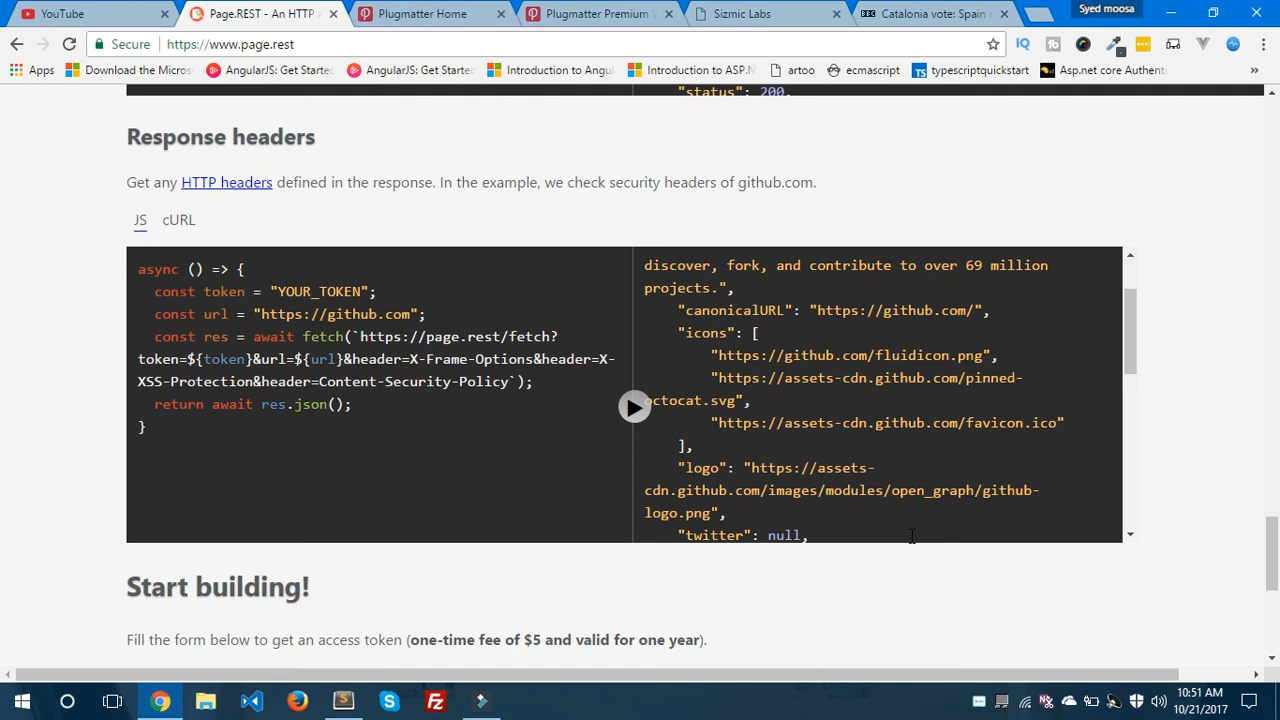 YouTube
Page.REST - An HTTP A
Plugmatter Home
Plugmatter Premium V
Sizmic Labs
Catalonia vote: Spain
Syed moosa
Secure
https://www.page.rest
Apps
Download the Micros
AngularJS: Get Starte
AngularJS: Get Starte
Introduction to Angu
Introduction to ASP.N
artoo
ecmascript
typescriptquickstart
Asp.net core Authent
"status": 200,
Response headers
Get any HTTP headers defined in the response. In the example, we check security headers of github.com.
JS
cURL
async () => {
const token = "YOUR_TOKEN";
const url = "https://github.com";
const res = await fetch(`https://page.rest/fetch?
token=${token}&url=${url}&header=X-Frame-Options&header=X-
XSS-Protection&header=Content-Security-Policy`);
return await res.json();
}
discover, fork, and contribute to over 69 million
projects.",
"canonicalURL": "https://github.com/",
"icons": [
"https://github.com/fluidicon.png",
"https://assets-cdn.github.com/pinned-
octocat.svg",
"https://assets-cdn.github.com/favicon.ico"
],
"logo": "https://assets-
cdn.github.com/images/modules/open_graph/github-
logo.png",
"twitter": null,
Start building!
Fill the form below to get an access token (one-time fee of $5 and valid for one year).
10:51 AM
10/21/2017